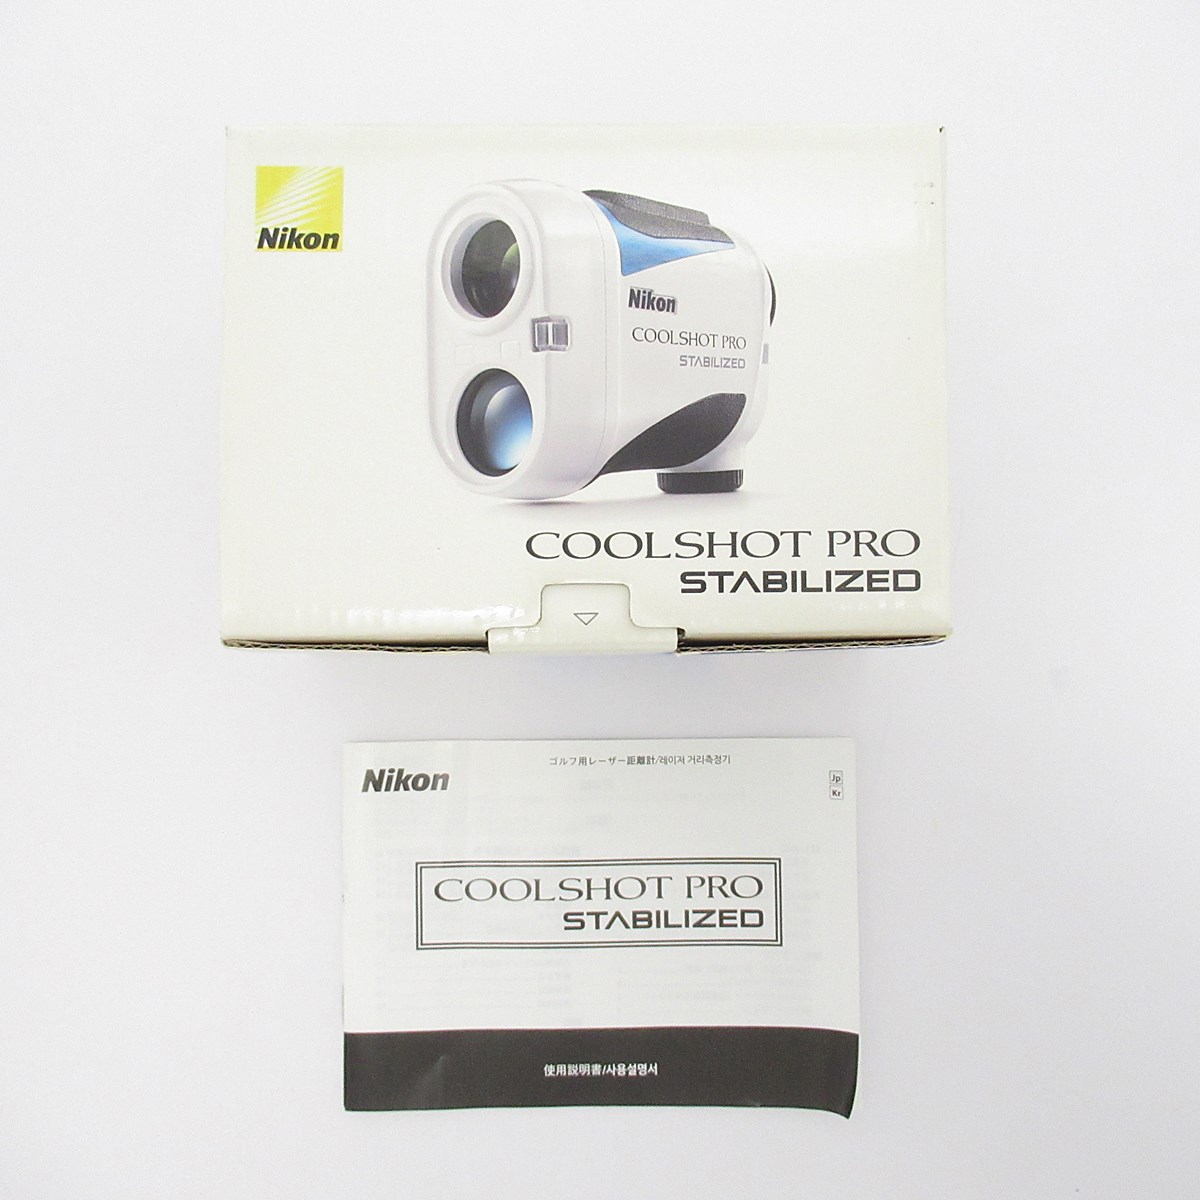 Nikon
Nikon
COOLSHOT PRO
STABILIZED
COOLSHOT PRO
STABILIZED
Nikon
ゴルフ用レーザー距離計/레이저 거리측정기
Jp
Kr
COOLSHOT PRO
STABILIZED
使用説明書/사용설명서